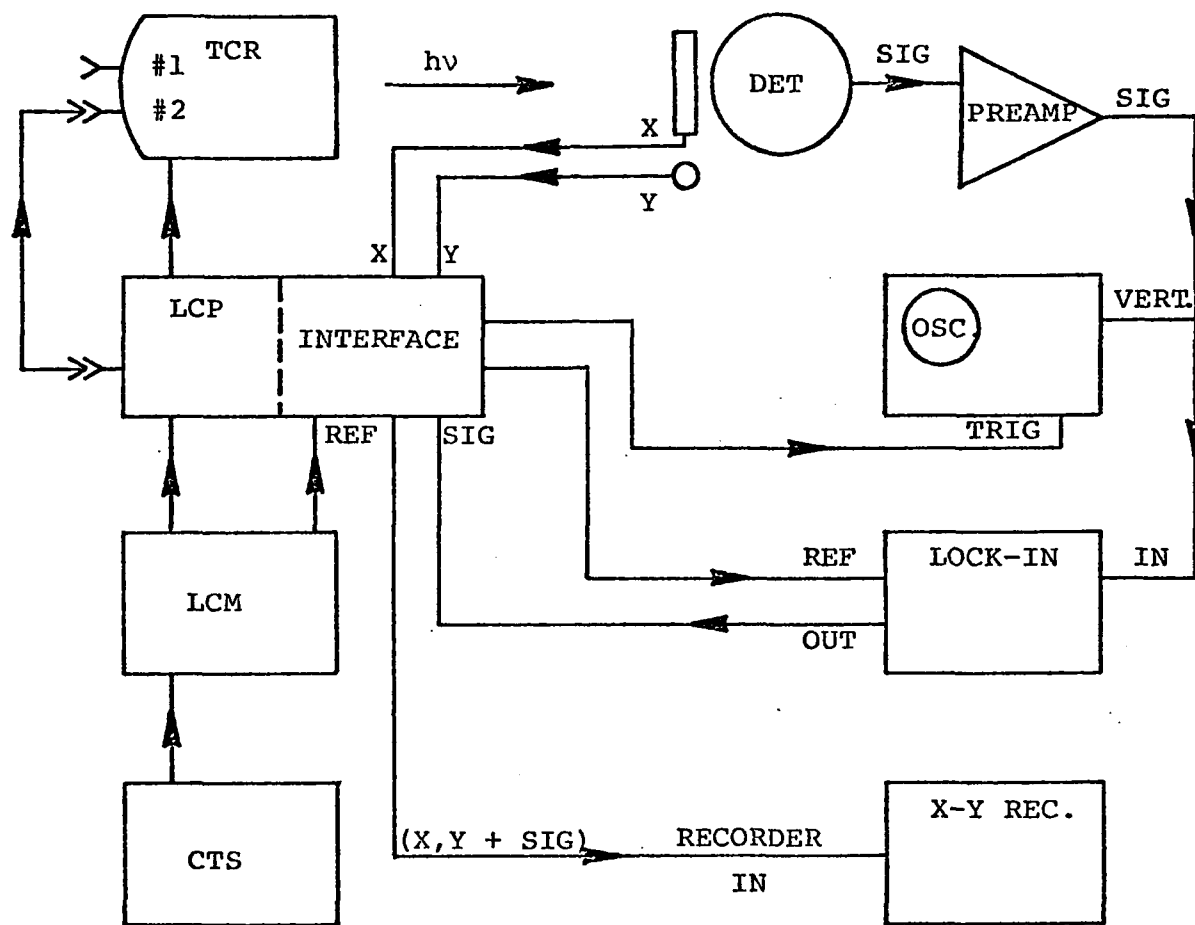 TCR
#1
#2
hν
DET
SIG
PREAMP
SIG
X
Y
X
Y
LCP
INTERFACE
OSC.
VERT.
TRIG
REF
SIG
LCM
REF
LOCK-IN
IN
OUT
CTS
(X,Y + SIG)
RECORDER
IN
X-Y REC.